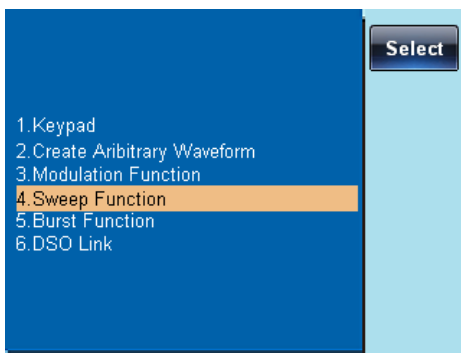 Select
1.Keypad
2.Create Aribitrary Waveform
3.Modulation Function
4.Sweep Function
5.Burst Function
6.DSO Link